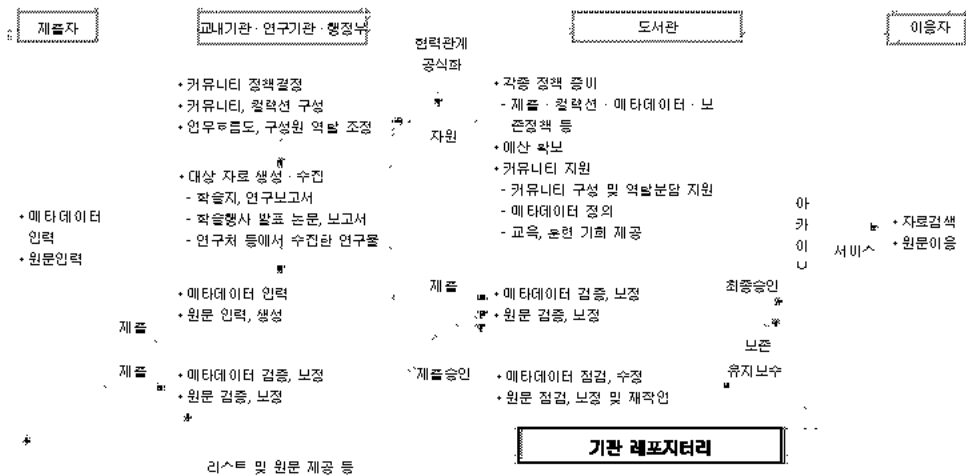 제출자
교내기관·연구기관·행정부
도서관
이용자
협력관계
공식화
• 커뮤니티 정책결정
• 커뮤니티, 컬렉션 구성
• 업무흐름도, 구성원 역할 조정
자원
• 각종 정책 준비
- 제출·컬렉션·메타데이터·보
존정책 등
• 예산 확보
• 커뮤니티 지원
- 커뮤니티 구성 및 역할분담 지원
- 메타데이터 정의
- 교육, 훈련 기회 제공
• 대상 자료 생성·수집
- 학술지, 연구보고서
- 학술행사 발표 논문, 보고서
- 연구처 등에서 수집한 연구물
• 메타데이터
입력
• 원문입력
아
카
이
브
서비스
• 자료검색
• 원문이용
• 메타데이터 입력
• 원문 입력, 생성
제출
• 메타데이터 검증, 보정
• 원문 검증, 보정
최종승인
제출
보존
제출
• 메타데이터 검증, 보정
• 원문 검증, 보정
제출승인
• 메타데이터 점검, 수정
• 원문 점검, 보정 및 재작업
유지보수
기관 레포지터리
리스트 및 원문 제공 등